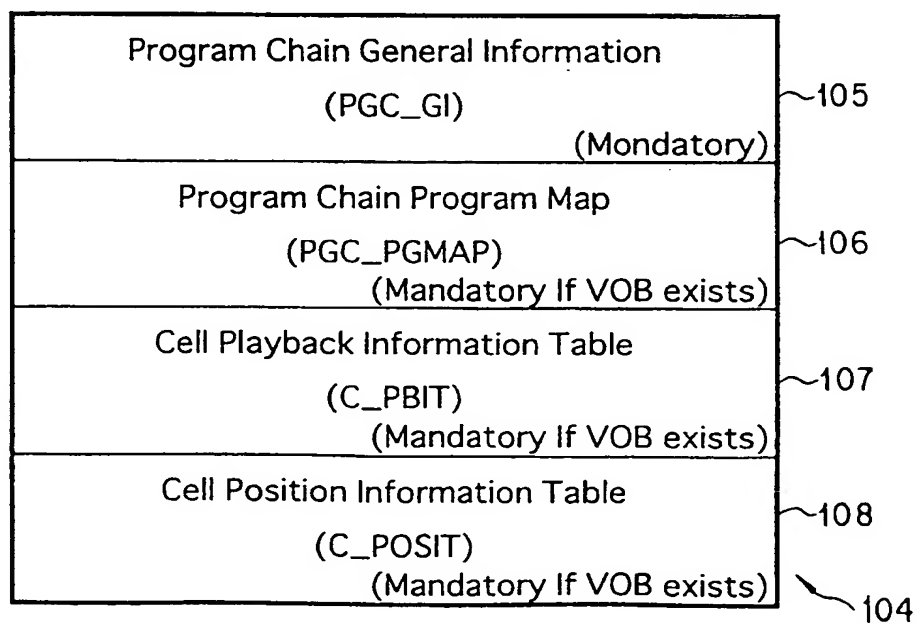 Program Chain General Information
(PGC_GI)
(Mondatory)
105
Program Chain Program Map
(PGC_PGMAP)
(Mandatory If VOB exists)
106
Cell Playback Information Table
(C_PBIT)
(Mandatory If VOB exists)
107
Cell Position Information Table
(C_POSIT)
(Mandatory If VOB exists)
108
104